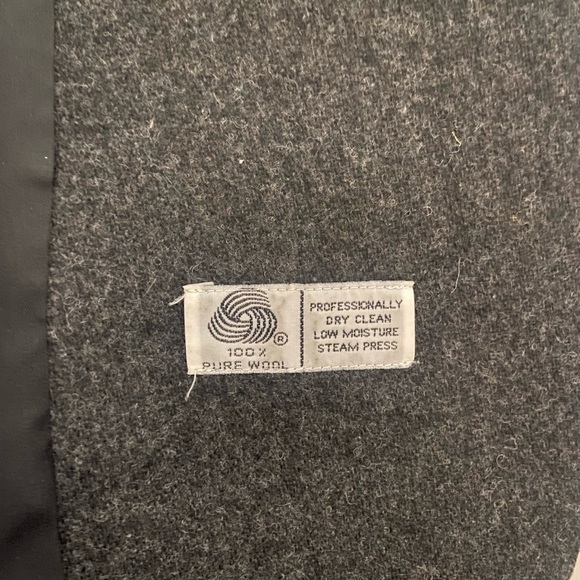 ®
100%
PURE WOOL
PROFESSIONALLY
DRY CLEAN
LOW MOISTURE
STEAM PRESS